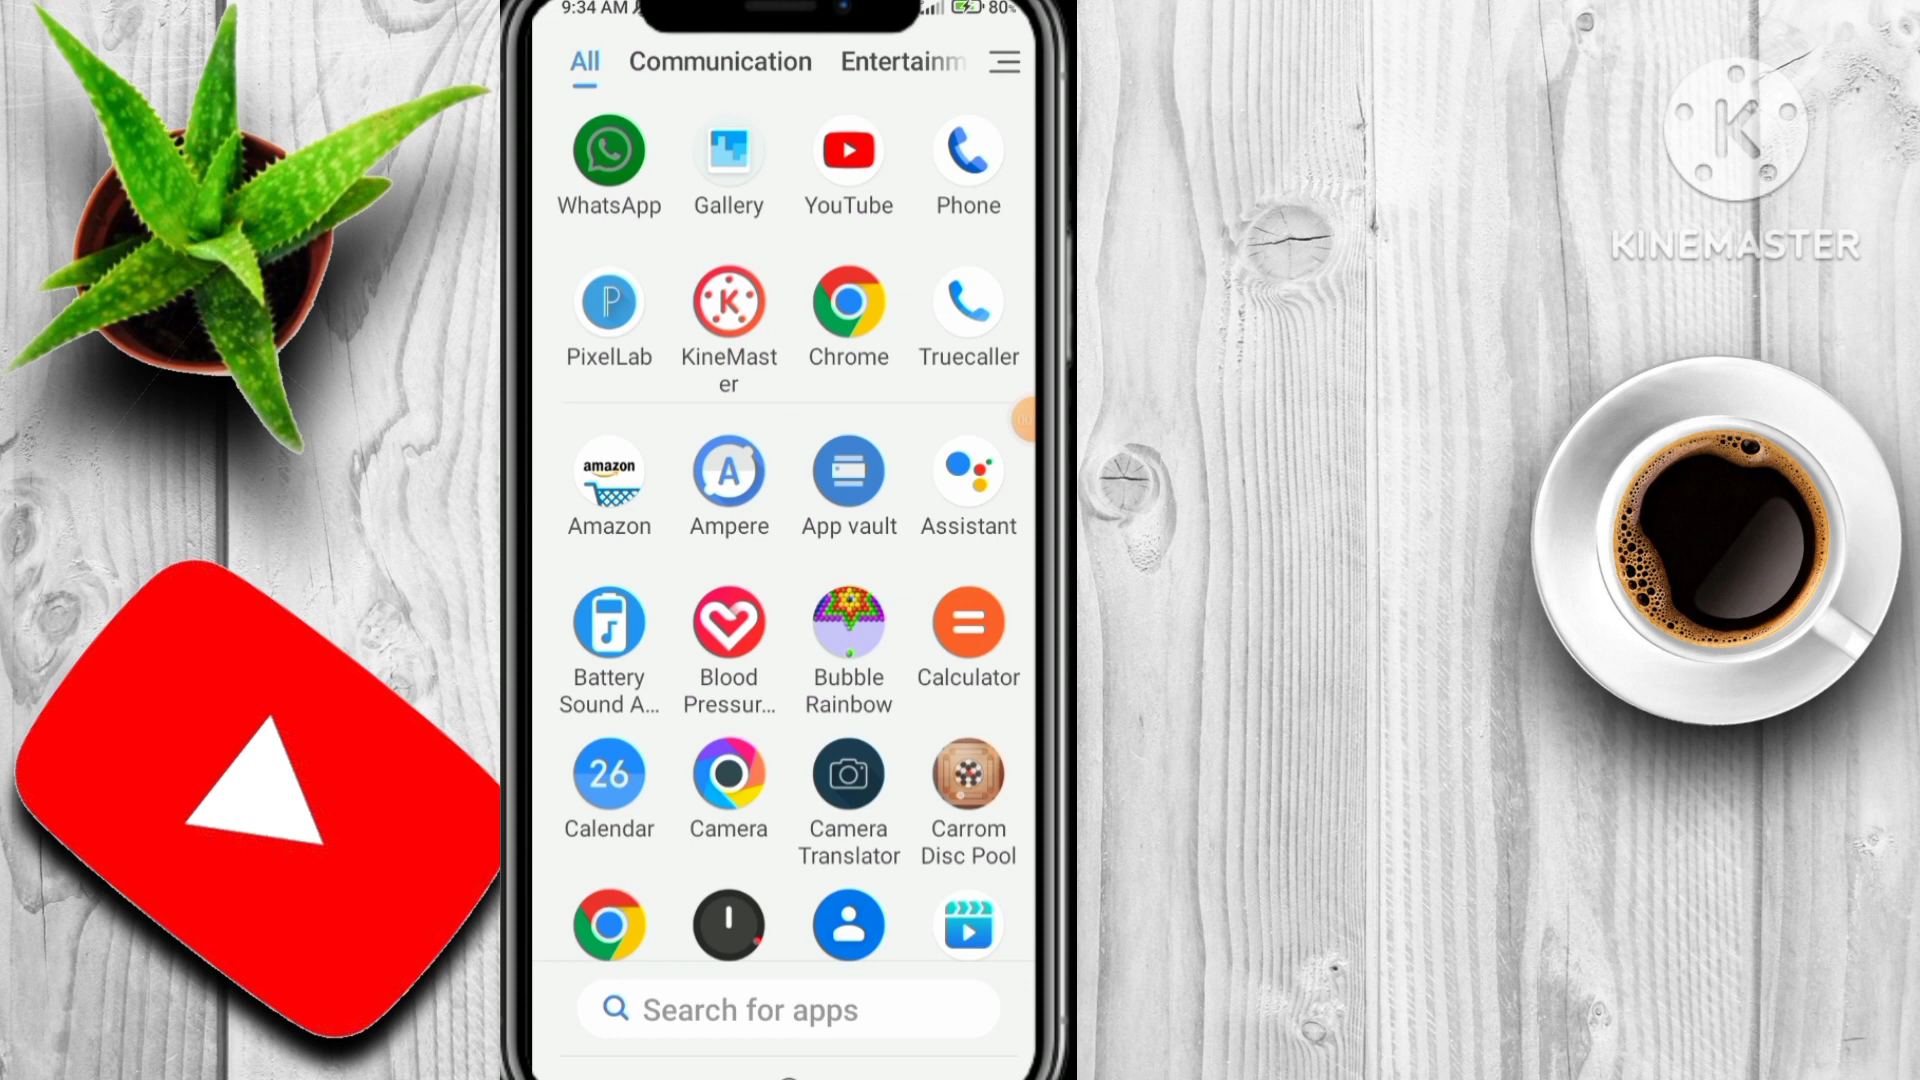 9:34 AM
80%
All Communication Entertainm
WhatsApp Gallery YouTube Phone
P K
PixelLab KineMast Chrome Truecaller
er
amazon A
Amazon Ampere App vault Assistant
Battery Blood Bubble Calculator
Sound A... Pressur... Rainbow
26
Calendar Camera Camera Carrom
Translator Disc Pool
Search for apps
K
KINEMASTER